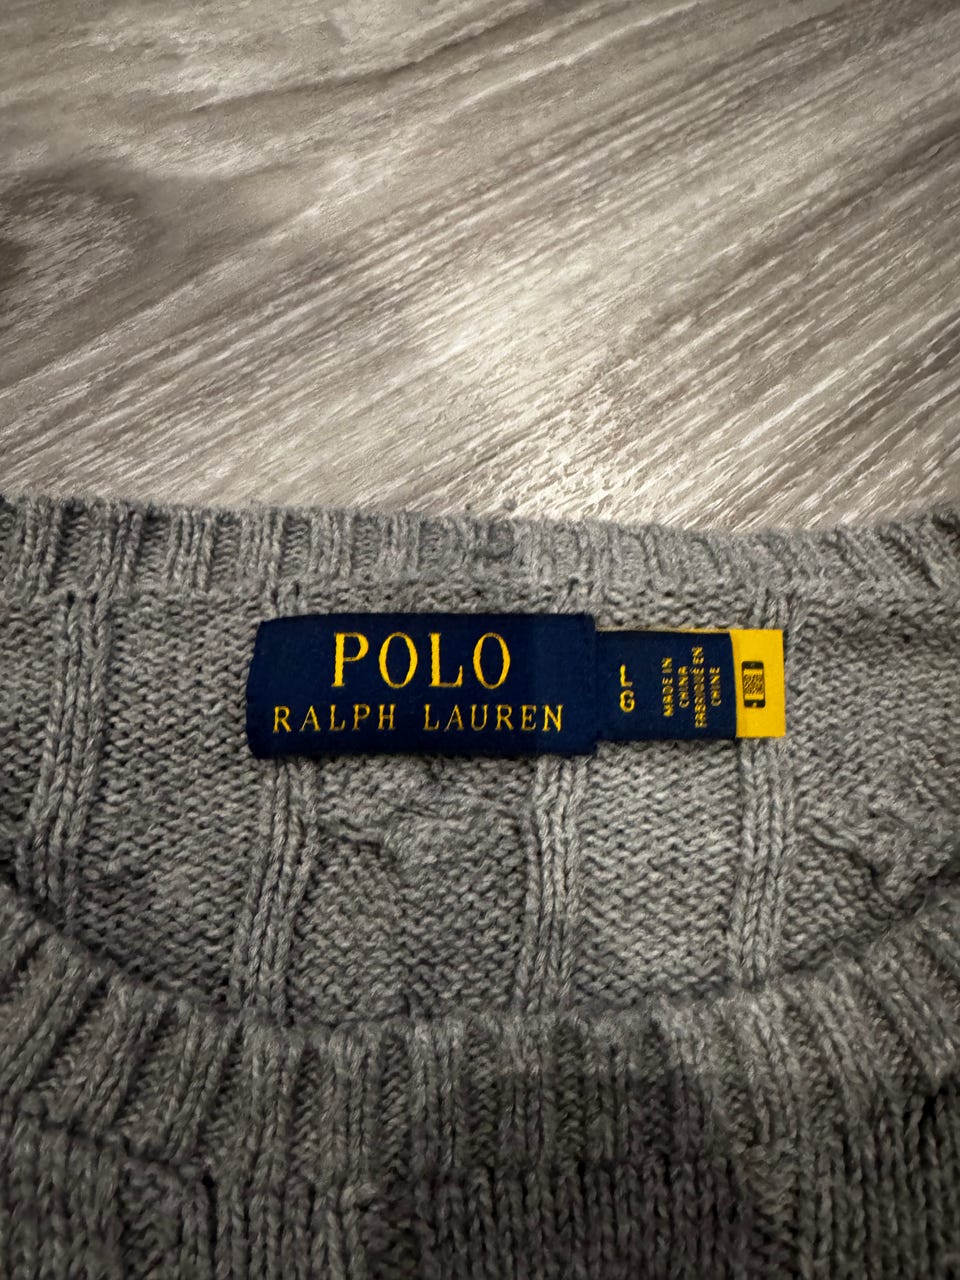 POLO
RALPH LAUREN
L
G
MADE IN
CHINA
FABRIQUÉ EN
CHINE